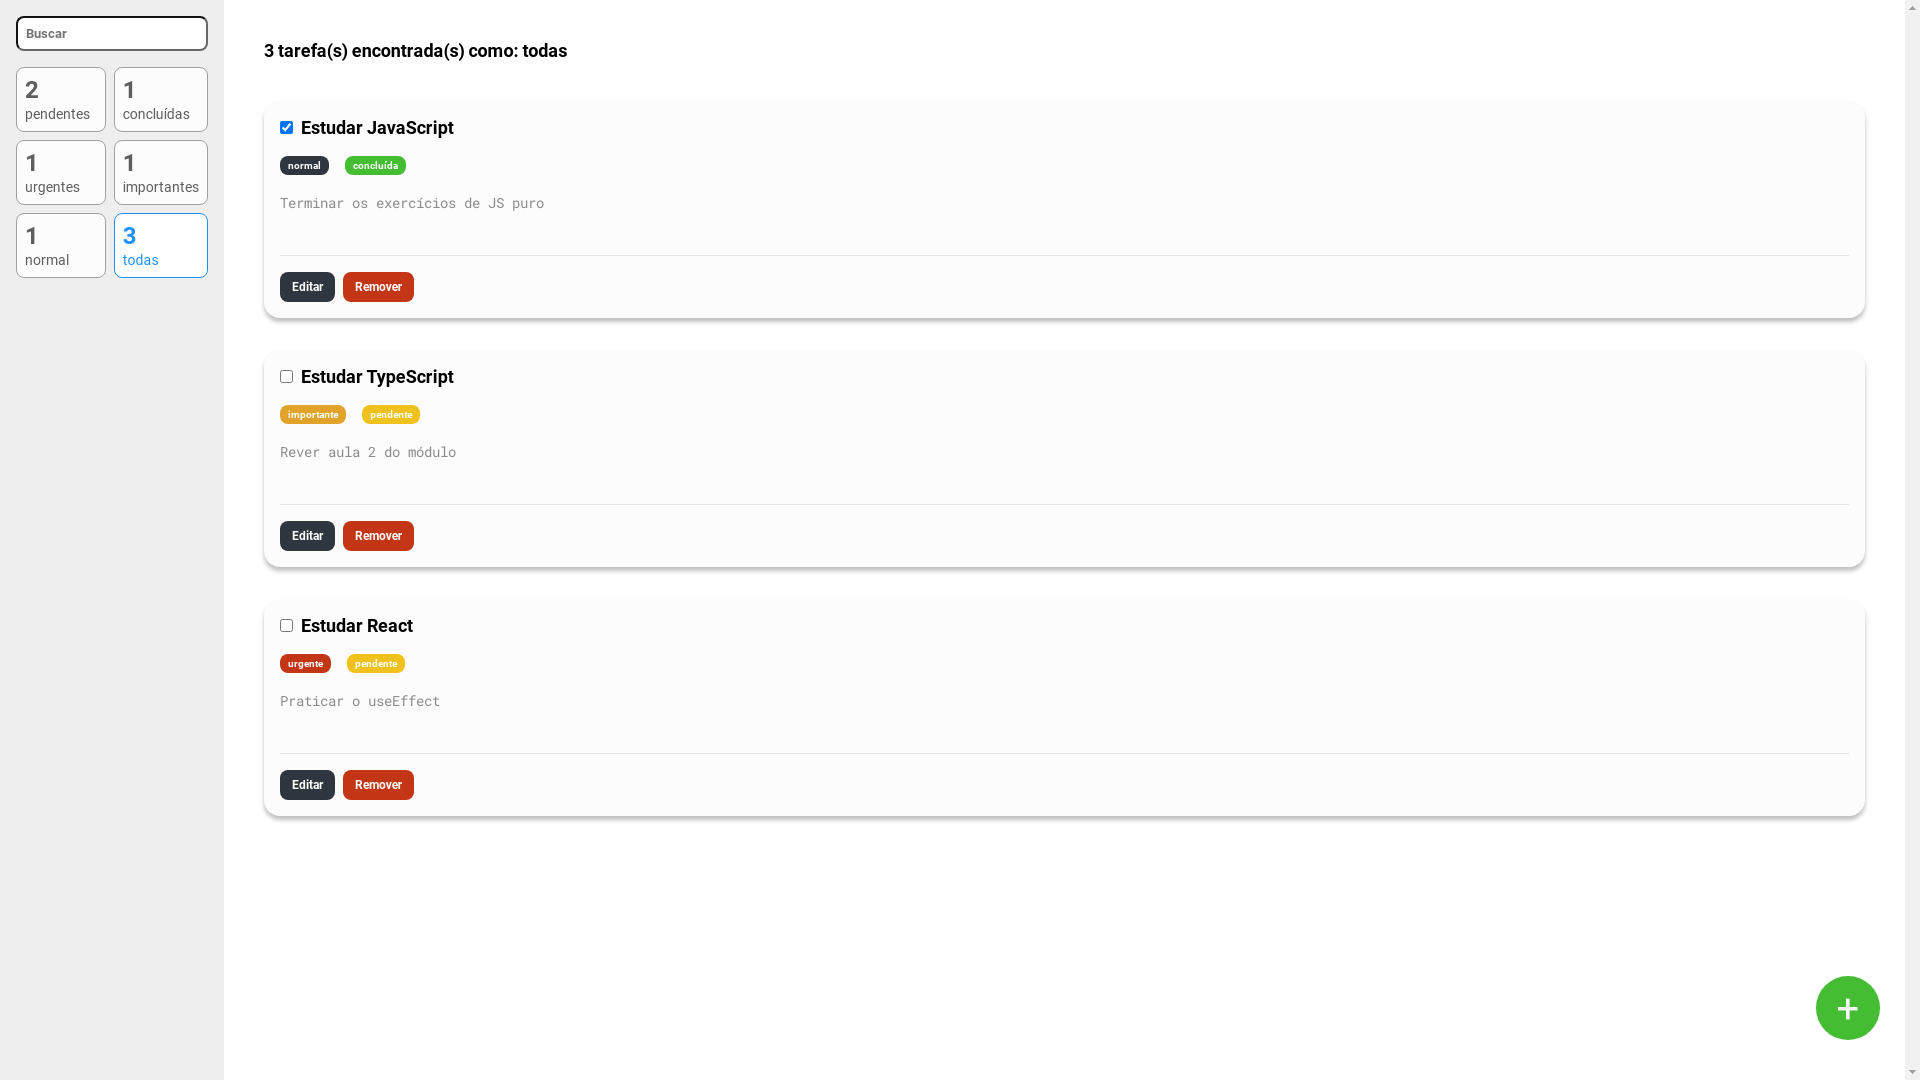 Buscar
2
pendentes
1
concluídas
1
urgentes
1
importantes
1
normal
3
todas
3 tarefa(s) encontrada(s) como: todas
Estudar JavaScript
normal concluída
Terminar os exercícios de JS puro
Editar Remover
Estudar TypeScript
importante pendente
Rever aula 2 do módulo
Editar Remover
Estudar React
urgente pendente
Praticar o useEffect
Editar Remover
+